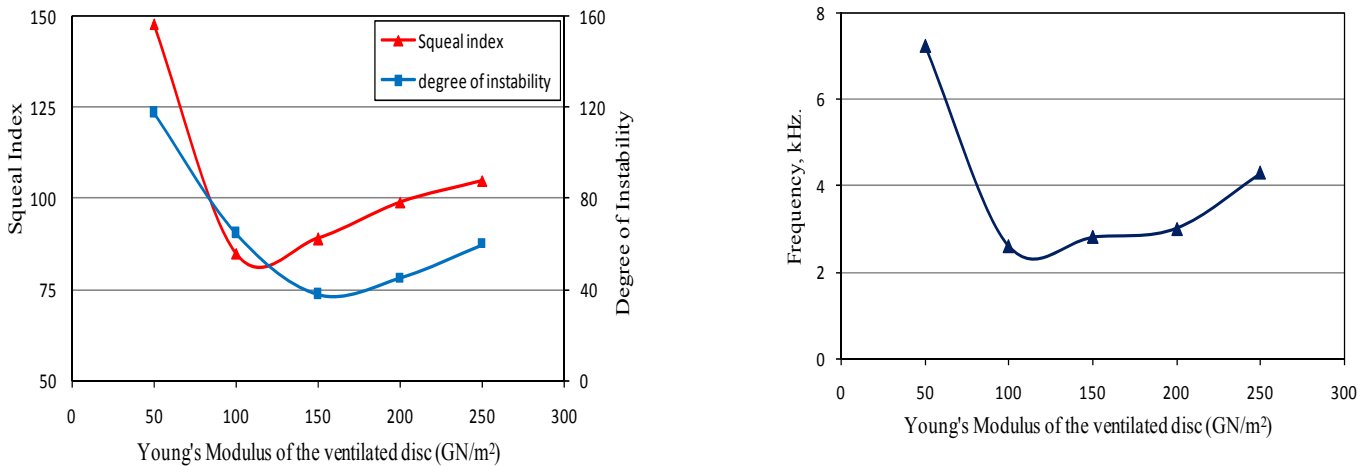 150
125
100
75
50
Squeal Index
160
120
80
40
0
Degree of Instability
Squeal index
degree of instability
0 50 100 150 200 250 300
Young's Modulus of the ventilated disc (GN/m²)
8
6
4
2
0
Frequency, kHz.
0 50 100 150 200 250 300
Young's Modulus of the ventilated disc (GN/m²)